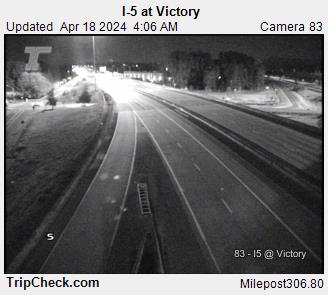 I-5 at Victory
Updated Apr 18 2024 4:06 AM Camera 83
T
S
83 - I5 @ Victory
TripCheck.com Milepost306.80